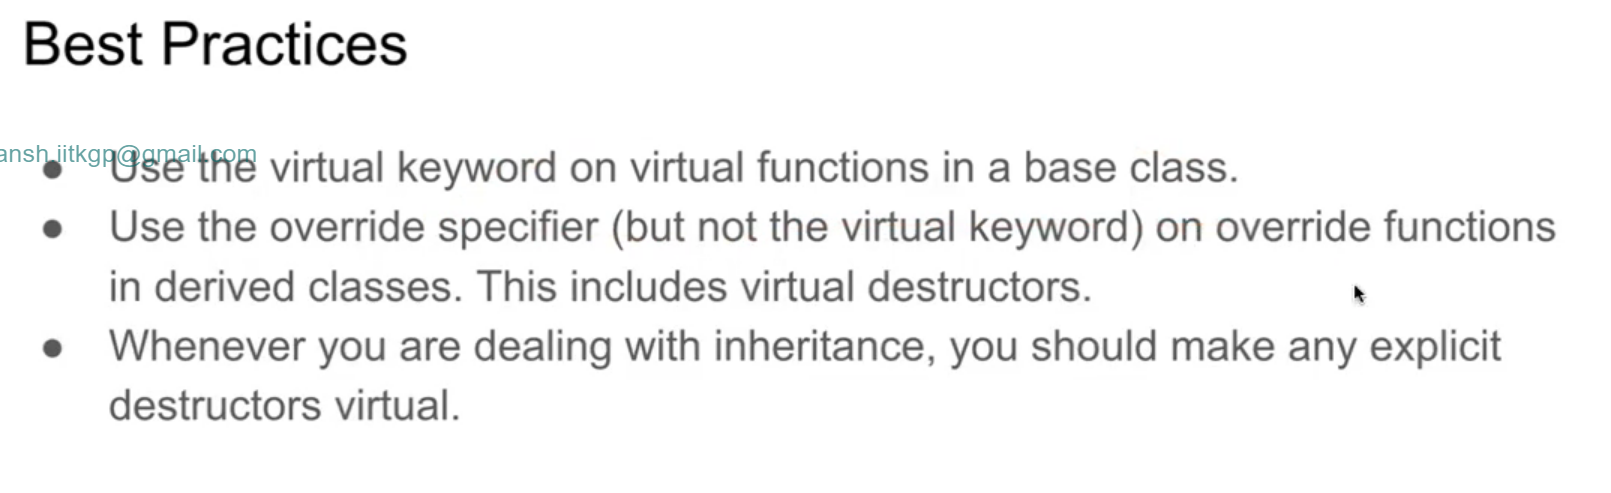 Best Practices
ansh.iitkgp@gmail.com
● Use the virtual keyword on virtual functions in a base class.
● Use the override specifier (but not the virtual keyword) on override functions
in derived classes. This includes virtual destructors.
● Whenever you are dealing with inheritance, you should make any explicit
destructors virtual.